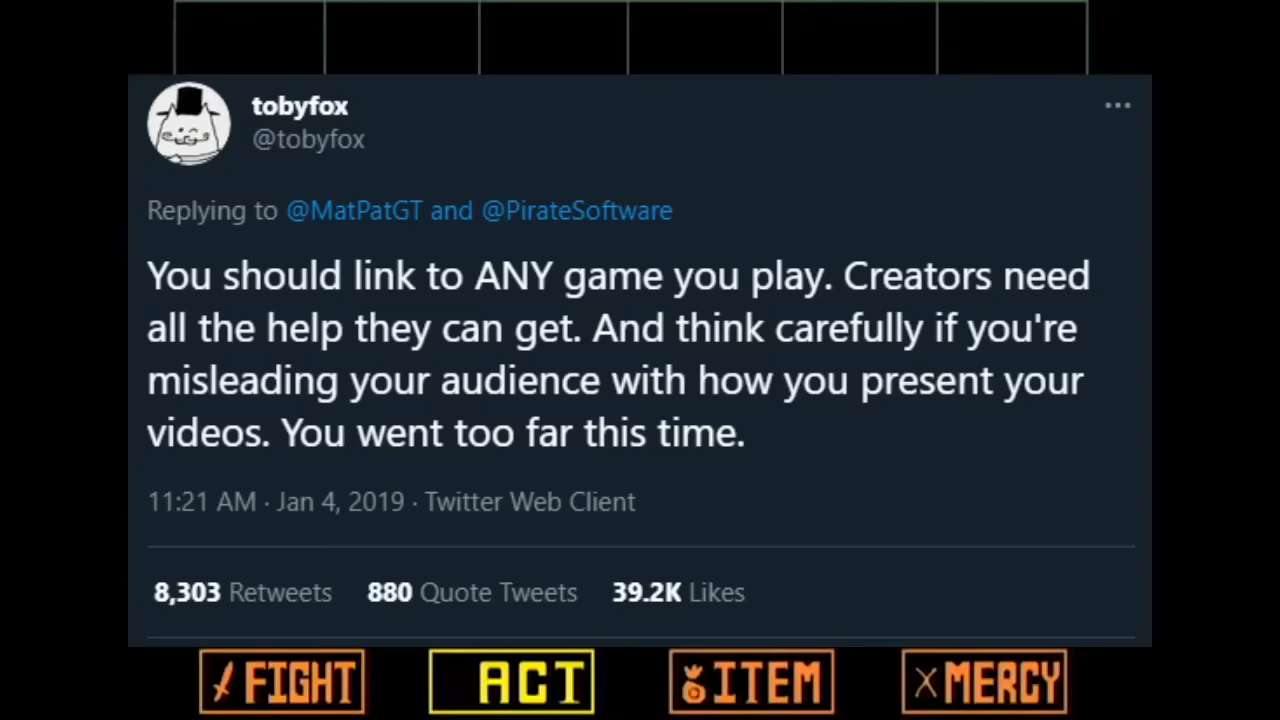 tobyfox
@tobyfox
Replying to @MatPatGT and @PirateSoftware
You should link to ANY game you play. Creators need
all the help they can get. And think carefully if you're
misleading your audience with how you present your
videos. You went too far this time.
11:21 AM · Jan 4, 2019 · Twitter Web Client
8,303 Retweets 880 Quote Tweets 39.2K Likes
FIGHT ACT ITEM MERCY